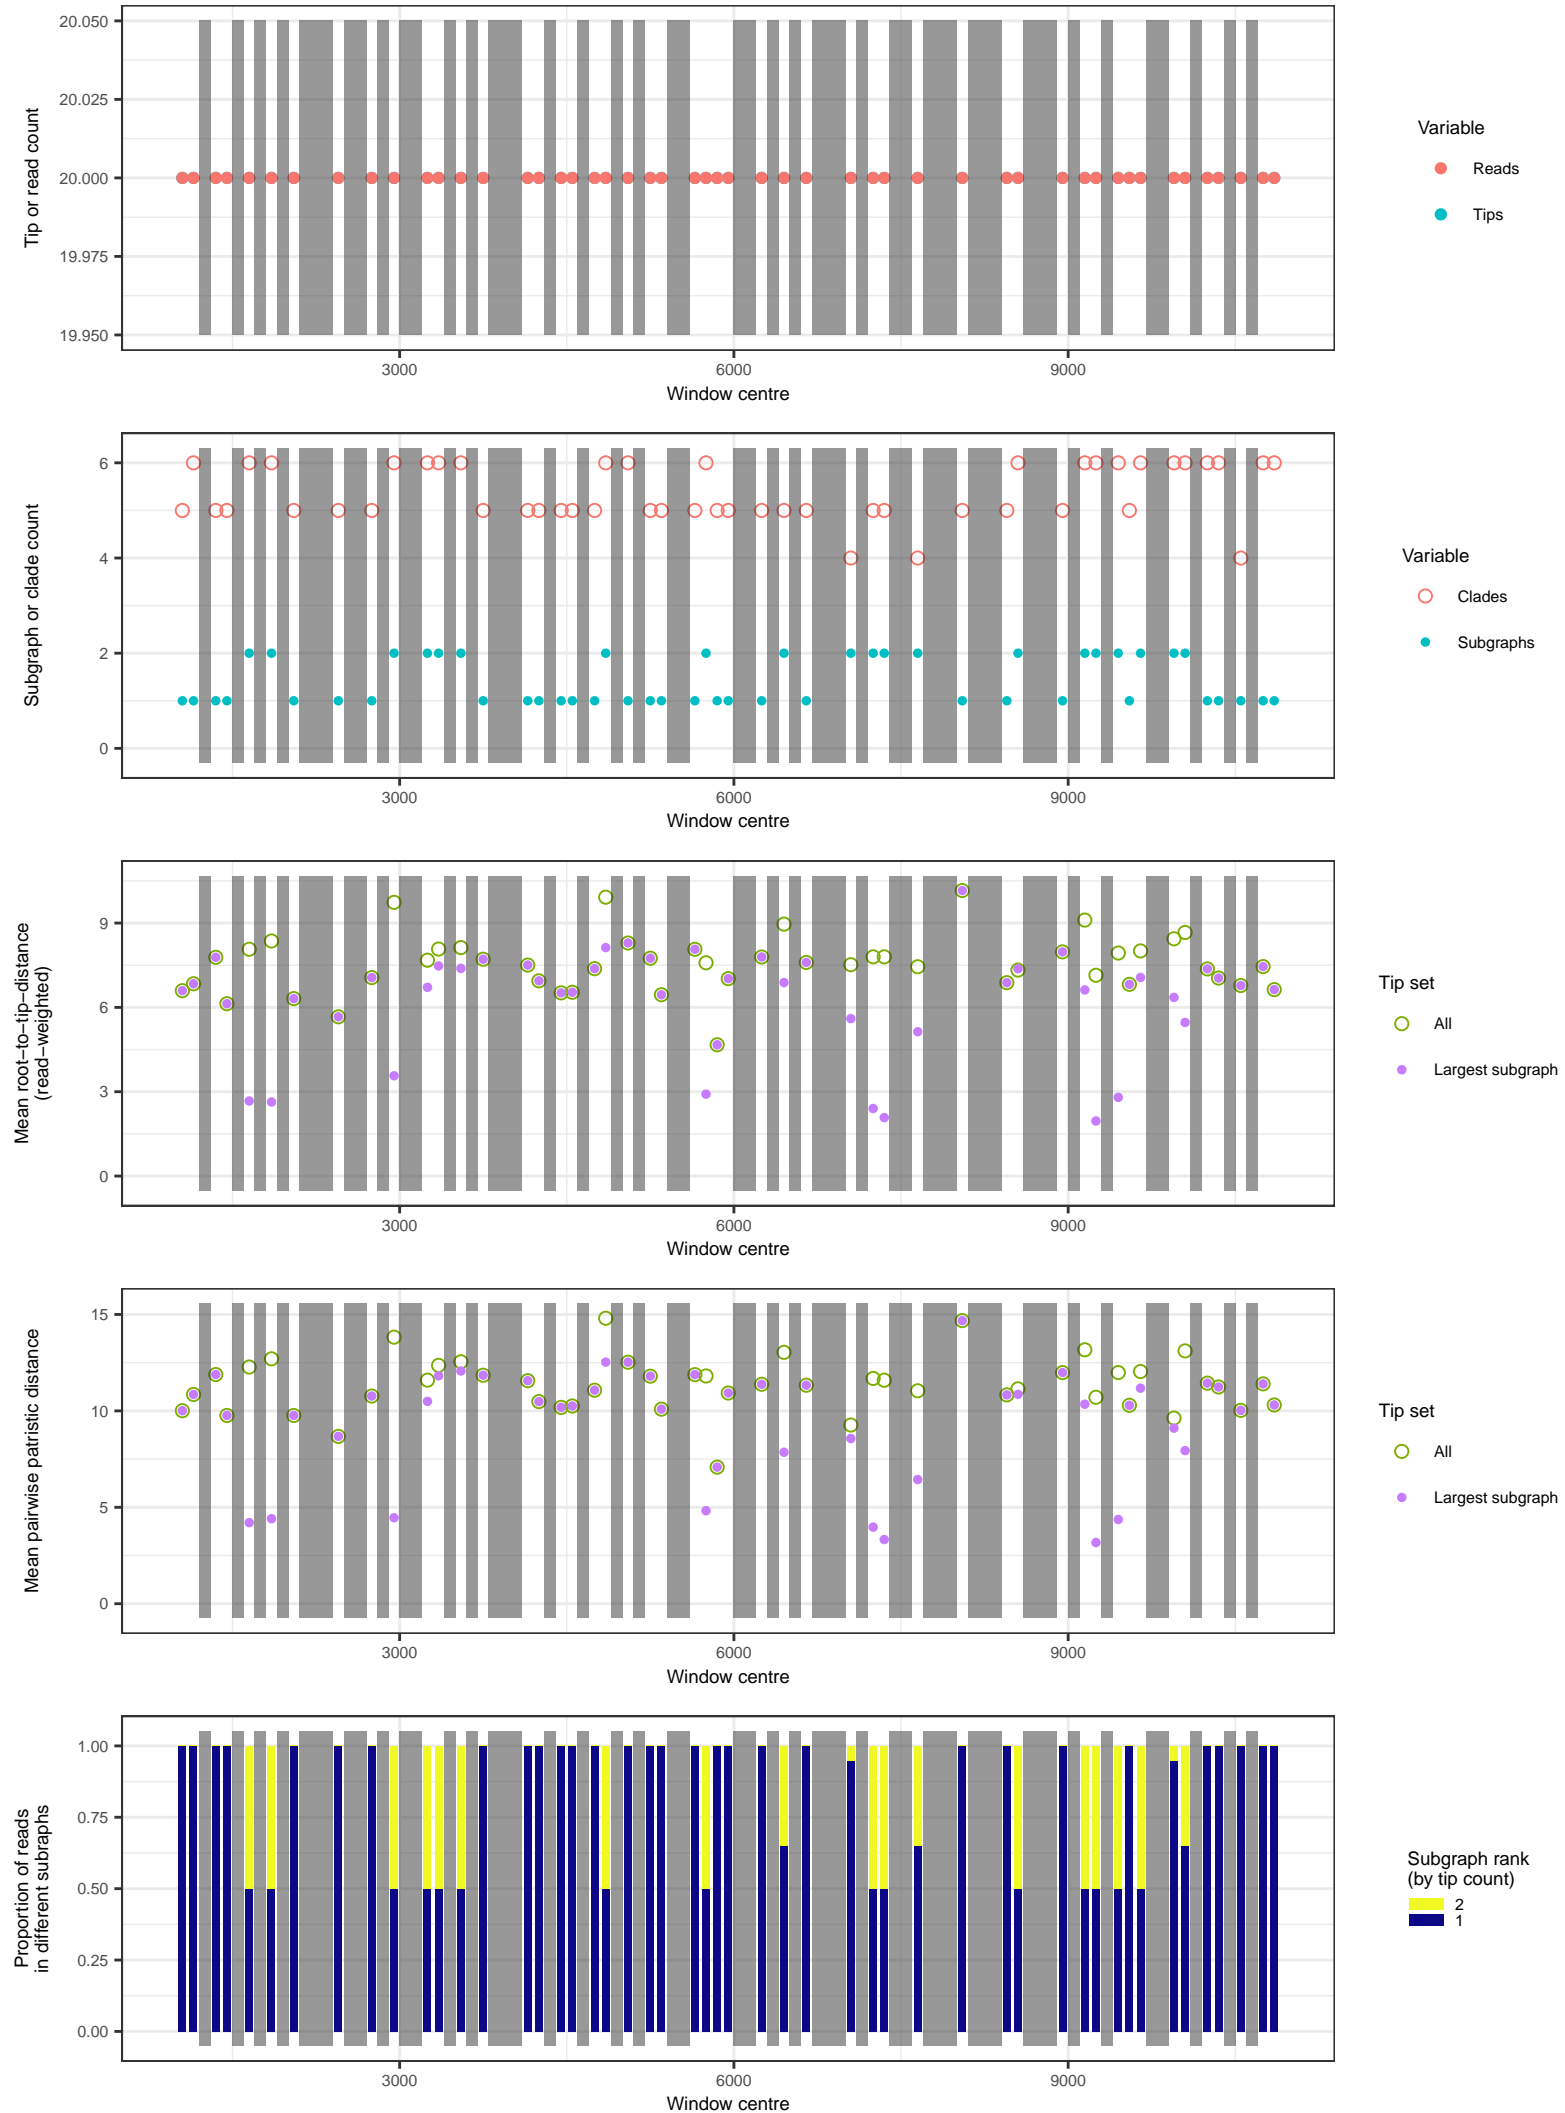 20.050
20.025
20.000
19.975
19.950
Tip or read count
3000
6000
9000
Window centre
Variable
Reads
Tips
6
4
2
0
Subgraph or clade count
3000
6000
9000
Window centre
Variable
Clades
Subgraphs
9
6
3
0
Mean root−to−tip−distance
(read−weighted)
3000
6000
9000
Window centre
Tip set
All
Largest subgraph
15
10
5
0
Mean pairwise patristic distance
3000
6000
9000
Window centre
Tip set
All
Largest subgraph
1.00
0.75
0.50
0.25
0.00
Proportion of reads
in different subraphs
3000
6000
9000
Window centre
Subgraph rank
(by tip count)
2
1